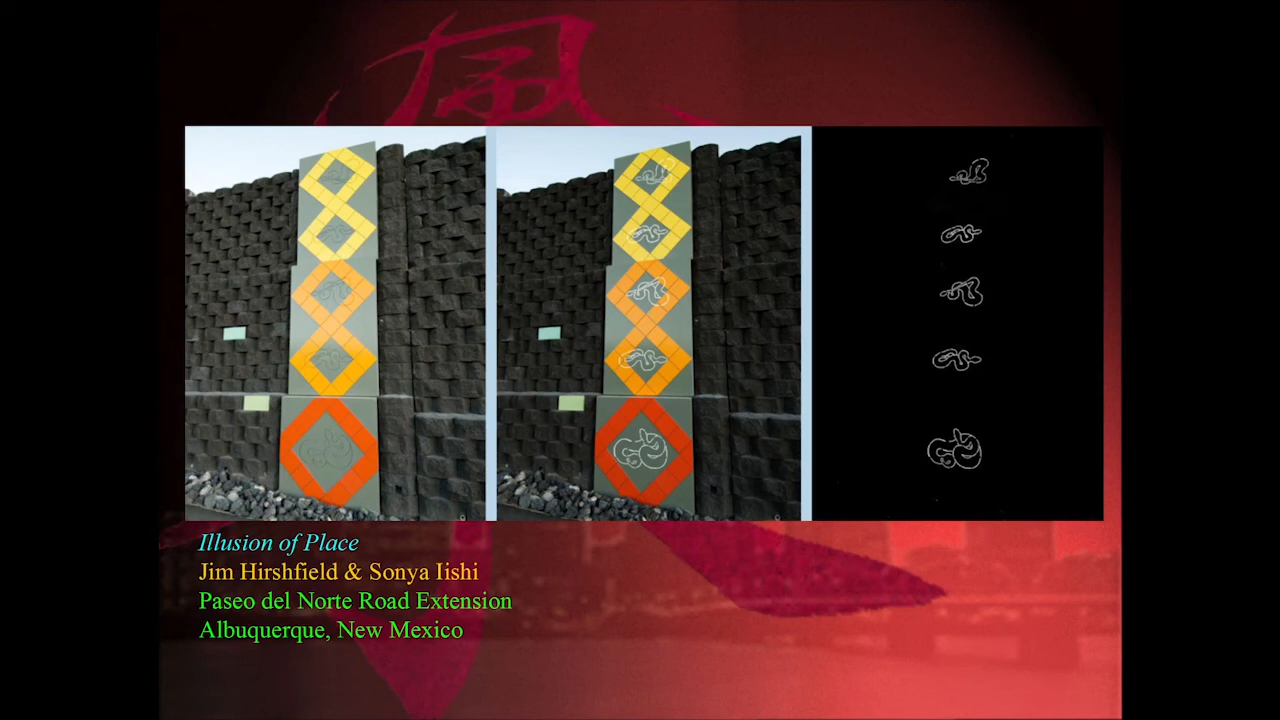 風
Illusion of Place
Jim Hirshfield & Sonya Iishi
Paseo del Norte Road Extension
Albuquerque, New Mexico